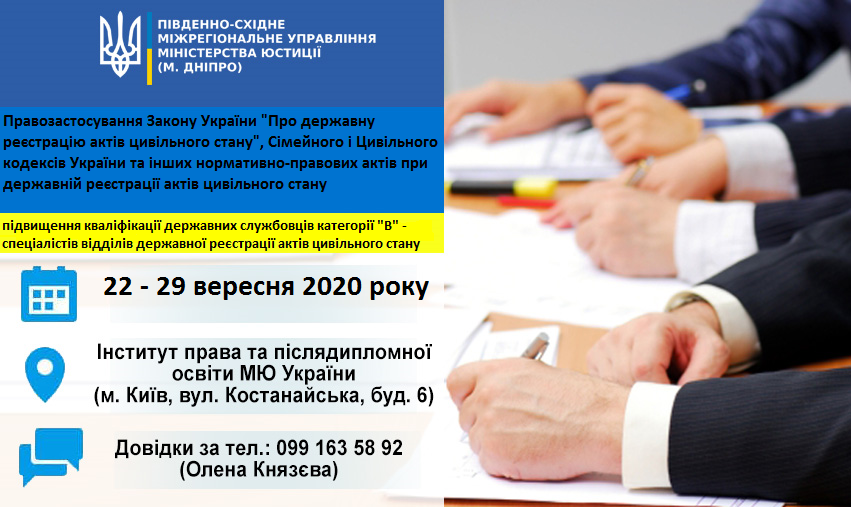 ПІВДЕННО-СХІДНЕ
МІЖРЕГІОНАЛЬНЕ УПРАВЛІННЯ
МІНІСТЕРСТВА ЮСТИЦІЇ
(М. ДНІПРО)
Правозастосування Закону України "Про державну
реєстрацію актів цивільного стану", Сімейного і Цивільного
кодексів України та інших нормативно-правових актів при
державній реєстрації актів цивільного стану
підвищення кваліфікації державних службовців категорії "В" -
спеціалістів відділів державної реєстрації актів цивільного стану
22 - 29 вересня 2020 року
Інститут права та післядипломної
освіти МЮ України
(м. Київ, вул. Костанайська, буд. 6)
Довідки за тел.: 099 163 58 92
(Олена Князєва)